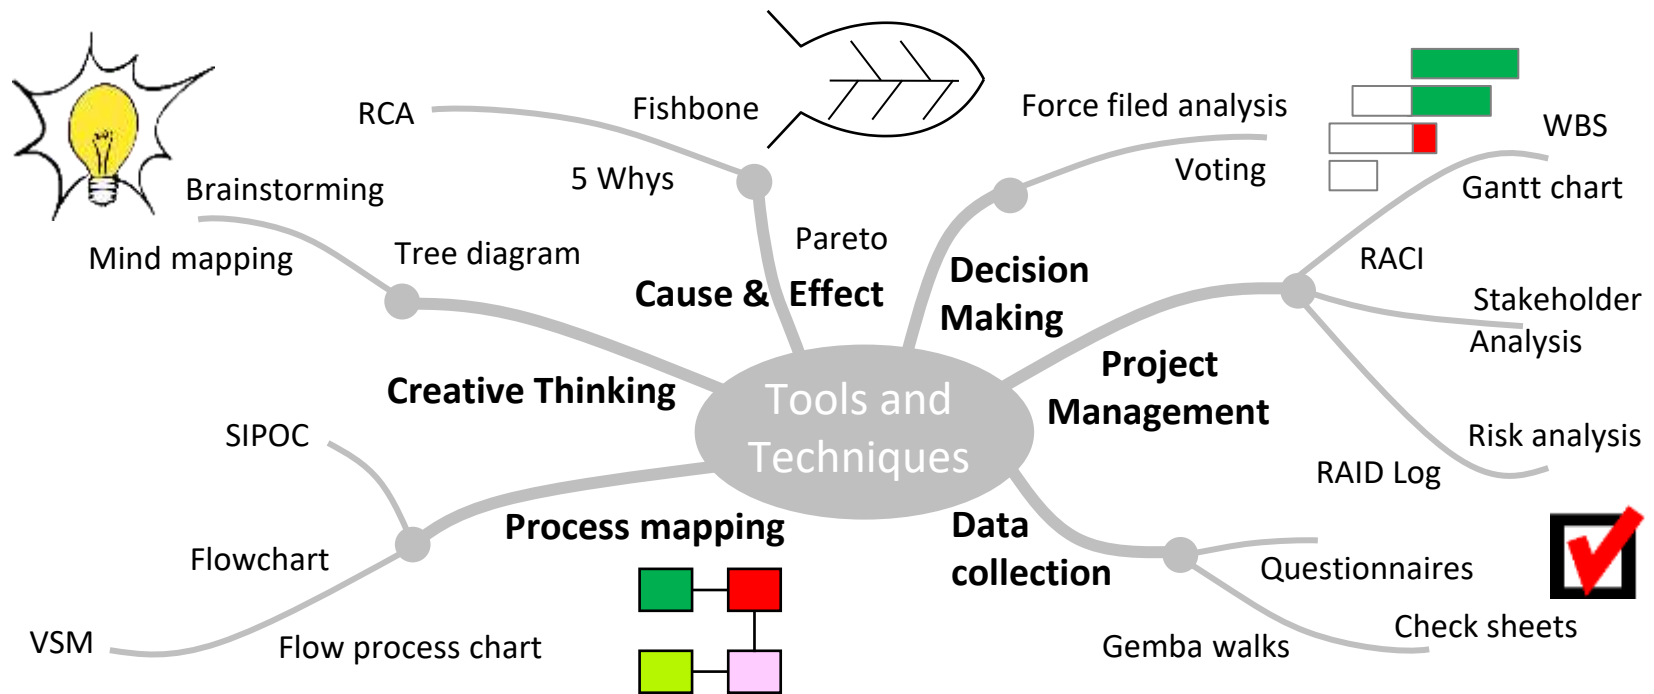 Tools and
Techniques
Creative Thinking
Brainstorming
Mind mapping
Tree diagram
Cause & Effect
RCA
Fishbone
5 Whys
Pareto
Decision
Making
Force filed analysis
Voting
Project
Management
WBS
Gantt chart
RACI
Stakeholder
Analysis
Risk analysis
RAID Log
Data
collection
Questionnaires
Check sheets
Gemba walks
Process mapping
SIPOC
Flowchart
VSM
Flow process chart